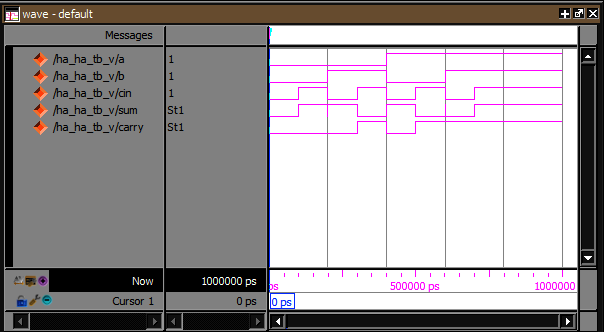 wave - default
Messages
/ha_ha_tb_v/a 1
/ha_ha_tb_v/b 1
/ha_ha_tb_v/cin 1
/ha_ha_tb_v/sum St1
/ha_ha_tb_v/carry St1
Now 1000000 ps ps 500000 ps 1000000
Cursor 1 0 ps 0 ps